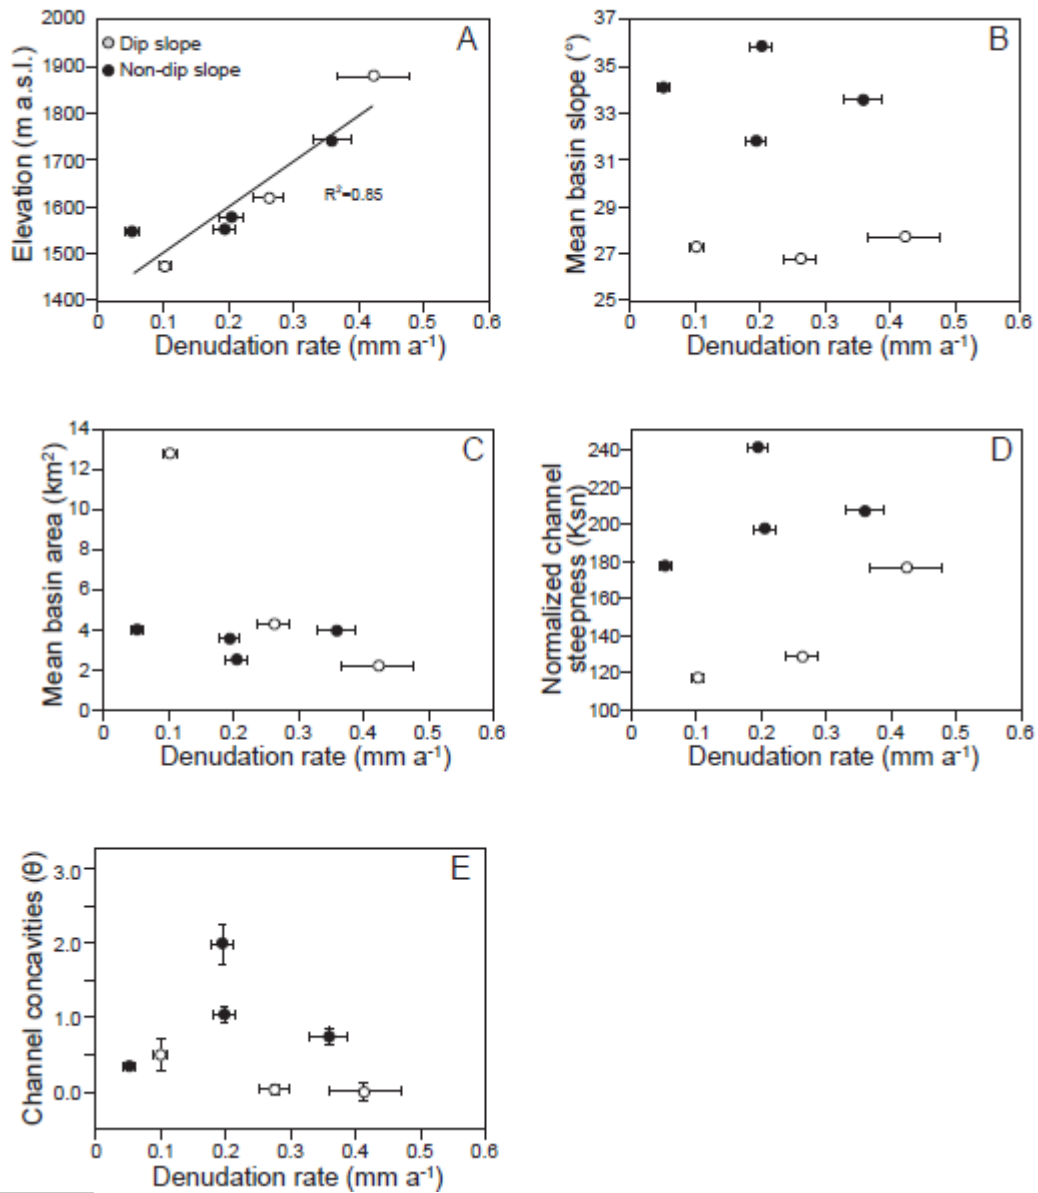 A
Dip slope
Non-dip slope
R²=0.85
Elevation (m a.s.l.)
2000
1900
1800
1700
1600
1500
1400
0 0.1 0.2 0.3 0.4 0.5 0.6
Denudation rate (mm a⁻¹)
B
Mean basin slope (°)
37
35
33
31
29
27
25
0 0.1 0.2 0.3 0.4 0.5 0.6
Denudation rate (mm a⁻¹)
C
Mean basin area (km²)
14
12
10
8
6
4
2
0
0 0.1 0.2 0.3 0.4 0.5 0.6
Denudation rate (mm a⁻¹)
D
Normalized channel
steepness (Ksn)
240
220
200
180
160
140
120
100
0 0.1 0.2 0.3 0.4 0.5 0.6
Denudation rate (mm a⁻¹)
E
Channel concavities (θ)
3.0
2.0
1.0
0.0
0 0.1 0.2 0.3 0.4 0.5 0.6
Denudation rate (mm a⁻¹)